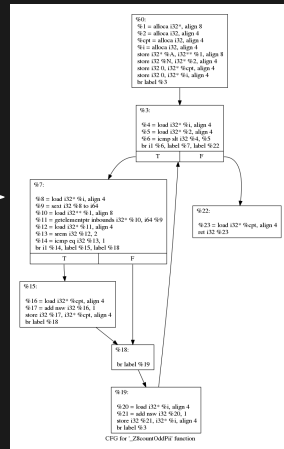 %0:
%1 = alloca i32*, align 8
%2 = alloca i32, align 4
%cpt = alloca i32, align 4
%i = alloca i32, align 4
store i32* %A, i32** %1, align 8
store i32 %N, i32* %2, align 4
store i32 0, i32* %cpt, align 4
store i32 0, i32* %i, align 4
br label %3
%3:
%4 = load i32* %i, align 4
%5 = load i32* %2, align 4
%6 = icmp slt i32 %4, %5
br i1 %6, label %7, label %22
T F
%7:
%8 = load i32* %i, align 4
%9 = sext i32 %8 to i64
%10 = load i32** %1, align 8
%11 = getelementptr inbounds i32* %10, i64 %9
%12 = load i32* %11, align 4
%13 = srem i32 %12, 2
%14 = icmp eq i32 %13, 1
br i1 %14, label %15, label %18
T F
%22:
%23 = load i32* %cpt, align 4
ret i32 %23
%15:
%16 = load i32* %cpt, align 4
%17 = add nsw i32 %16, 1
store i32 %17, i32* %cpt, align 4
br label %18
%18:
br label %19
%19:
%20 = load i32* %i, align 4
%21 = add nsw i32 %20, 1
store i32 %21, i32* %i, align 4
br label %3
CFG for '_Z8countOddPii' function